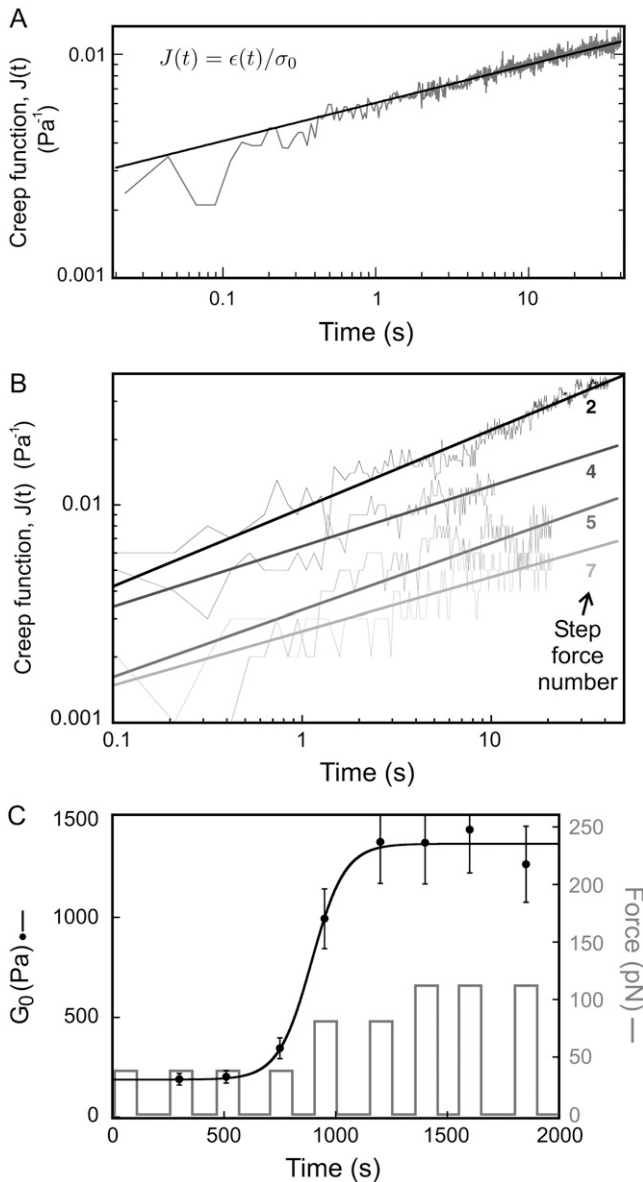 A
J(t) = ϵ(t)/σ₀
0.01
0.001
Creep function, J(t)
(Pa⁻¹)
0.1
1
10
Time (s)
B
2
4
5
7
Step
force
number
0.01
0.001
Creep function, J(t) (Pa⁻¹)
0.1
1
10
Time (s)
C
1500
1000
500
0
G₀(Pa) •—
250
200
150
100
50
0
Force (pN) —
0
500
1000
1500
2000
Time (s)